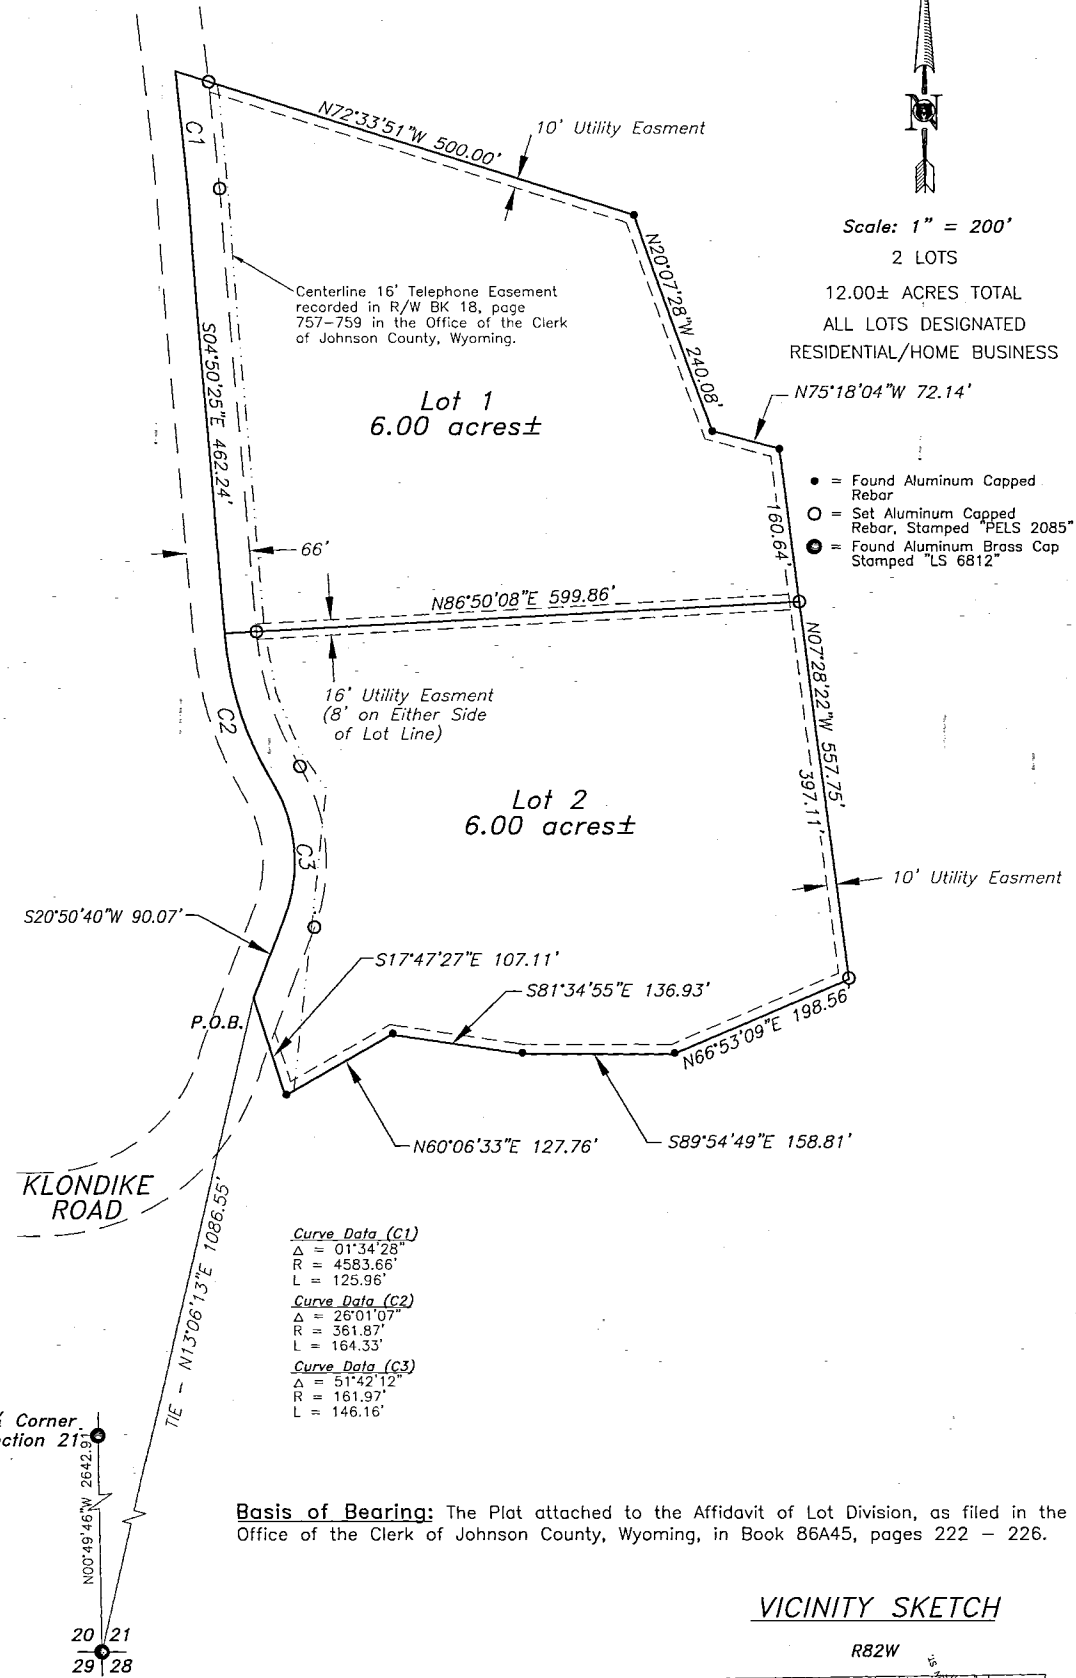 N
C1
N72°33'51"W 500.00'
10' Utility Easment
Scale: 1" = 200'
2 LOTS
12.00± ACRES TOTAL
ALL LOTS DESIGNATED
RESIDENTIAL/HOME BUSINESS
Centerline 16' Telephone Easement
recorded in R/W BK 18, page
757-759 in the Office of the Clerk
of Johnson County, Wyoming.
N20°07'28"W 240.08'
S04°50'25"E 462.24'
Lot 1
6.00 acres±
N75°18'04"W 72.14'
• = Found Aluminum Capped
Rebar
O = Set Aluminum Capped
Rebar, Stamped "PELS 2085"
= Found Aluminum Brass Cap
Stamped "LS 6812"
160.64'
66'
N86°50'08"E 599.86'
16' Utility Easment
(8' on Either Side
of Lot Line)
C2
N07°28'22"W 557.75'
397.11'
Lot 2
6.00 acres±
C3
10' Utility Easment
S20°50'40"W 90.07'
S17°47'27"E 107.11'
S81°34'55"E 136.93'
N66°53'09"E 198.56'
P.O.B.
N60°06'33"E 127.76'
S89°54'49"E 158.81'
KLONDIKE
ROAD
TIE - N13°06'13"E 1086.55'
Curve Data (C1)
Δ = 01°34'28"
R = 4583.66'
L = 125.96'
Curve Data (C2)
Δ = 26°01'07"
R = 361.87'
L = 164.33'
Curve Data (C3)
Δ = 51°42'12"
R = 161.97'
L = 146.16'
Corner
ction 21
N00°49'46"W 2642.91
Basis of Bearing: The Plat attached to the Affidavit of Lot Division, as filed in the
Office of the Clerk of Johnson County, Wyoming, in Book 86A45, pages 222 - 226.
20 21
29 28
VICINITY SKETCH
R82W